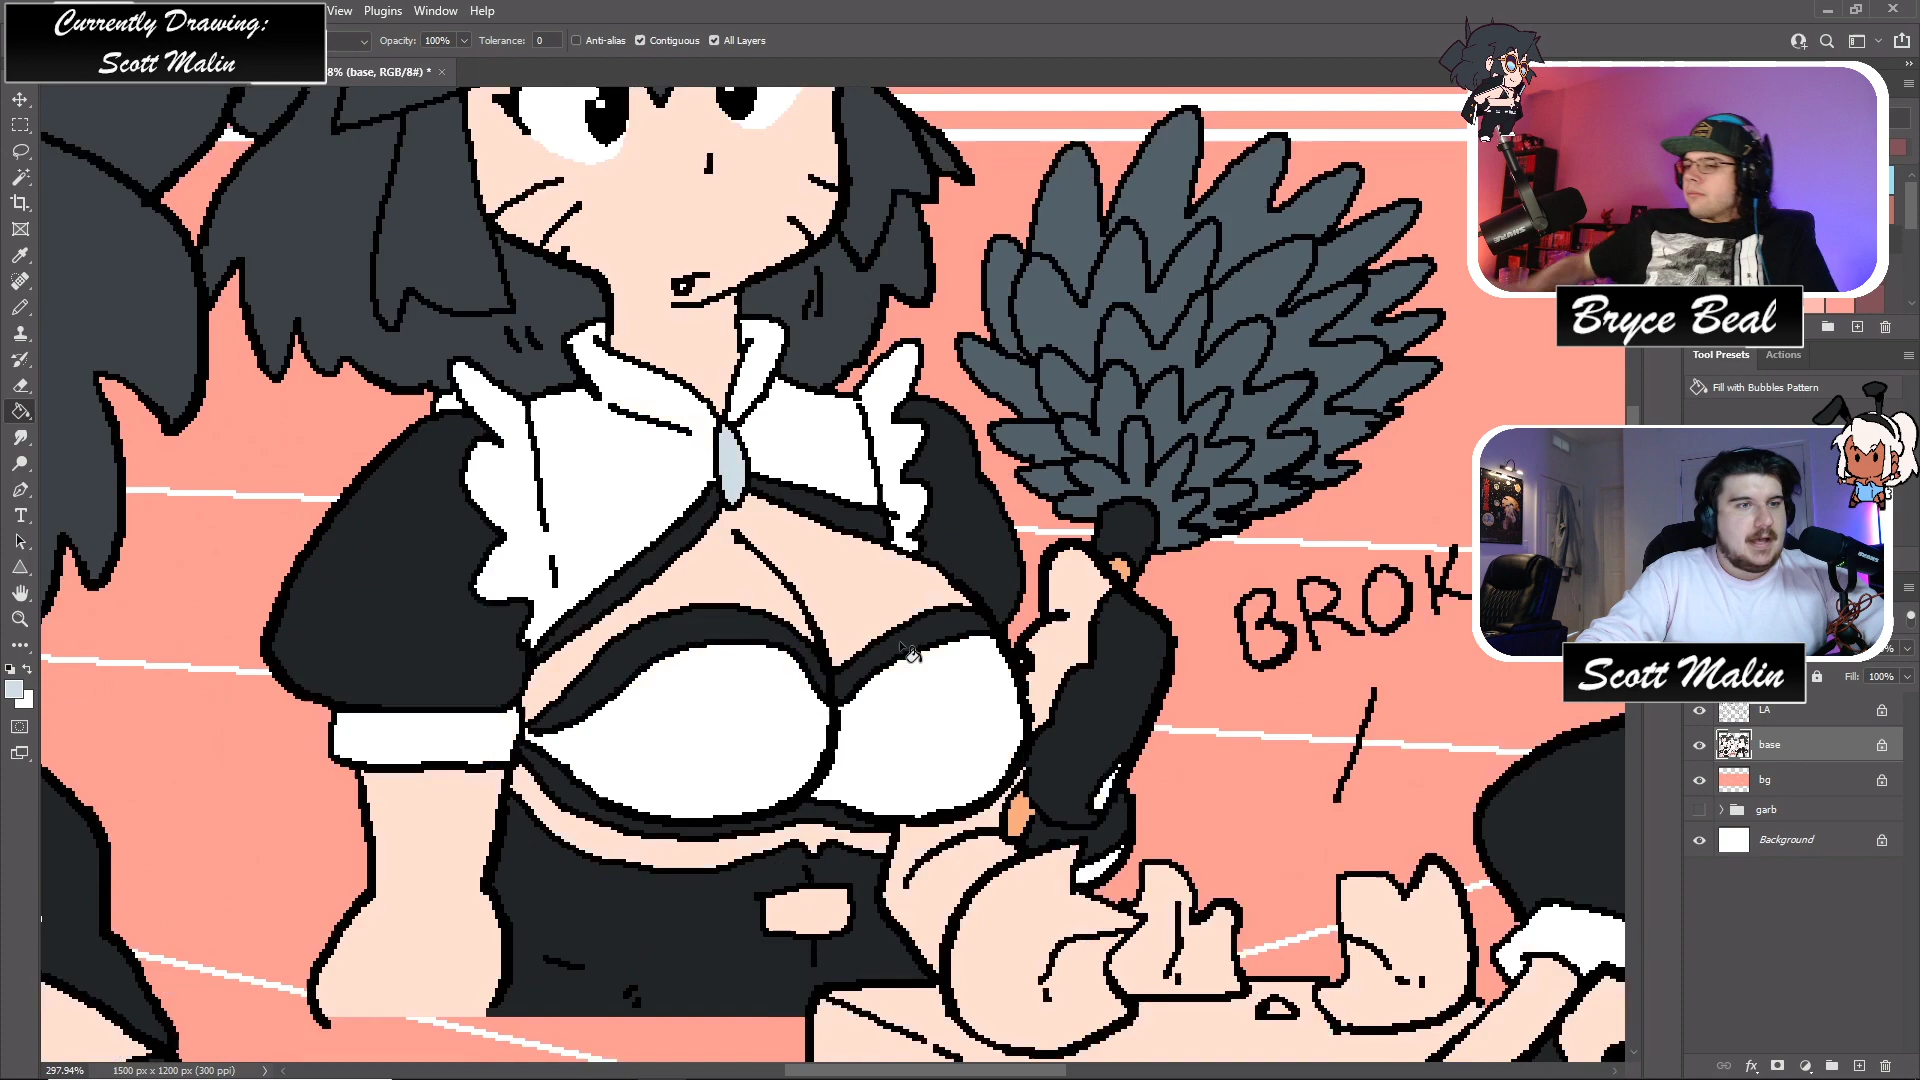 Currently Drawing:
Scott Malin
View Plugins Window Help
Opacity: 100% Tolerance: 0 Anti-alias Contiguous All Layers
8% (base, RGB/8#) *
Bryce Beal
Tool Presets Actions
Fill with Bubbles Pattern
BROK
Scott Malin
Fill: 100%
LA
base
bg
garb
Background
fx
297.94% 1500 px x 1200 px (300 ppi)